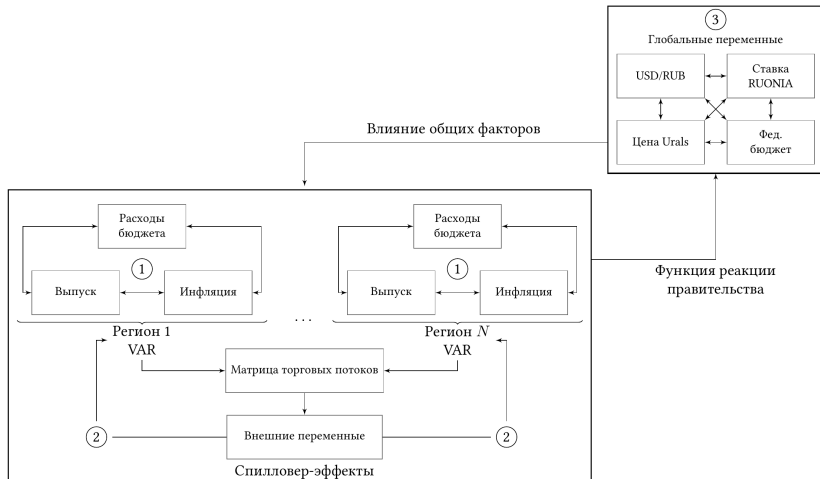 3
Глобальные переменные
USD/RUB
Ставка
RUONIA
Цена Urals
Фед.
бюджет
Влияние общих факторов
Функция реакции
правительства
Расходы
бюджета
1
Выпуск
Инфляция
Регион 1
VAR
. . .
Расходы
бюджета
1
Выпуск
Инфляция
Регион N
VAR
Матрица торговых потоков
2
Внешние переменные
2
Спилловер-эффекты